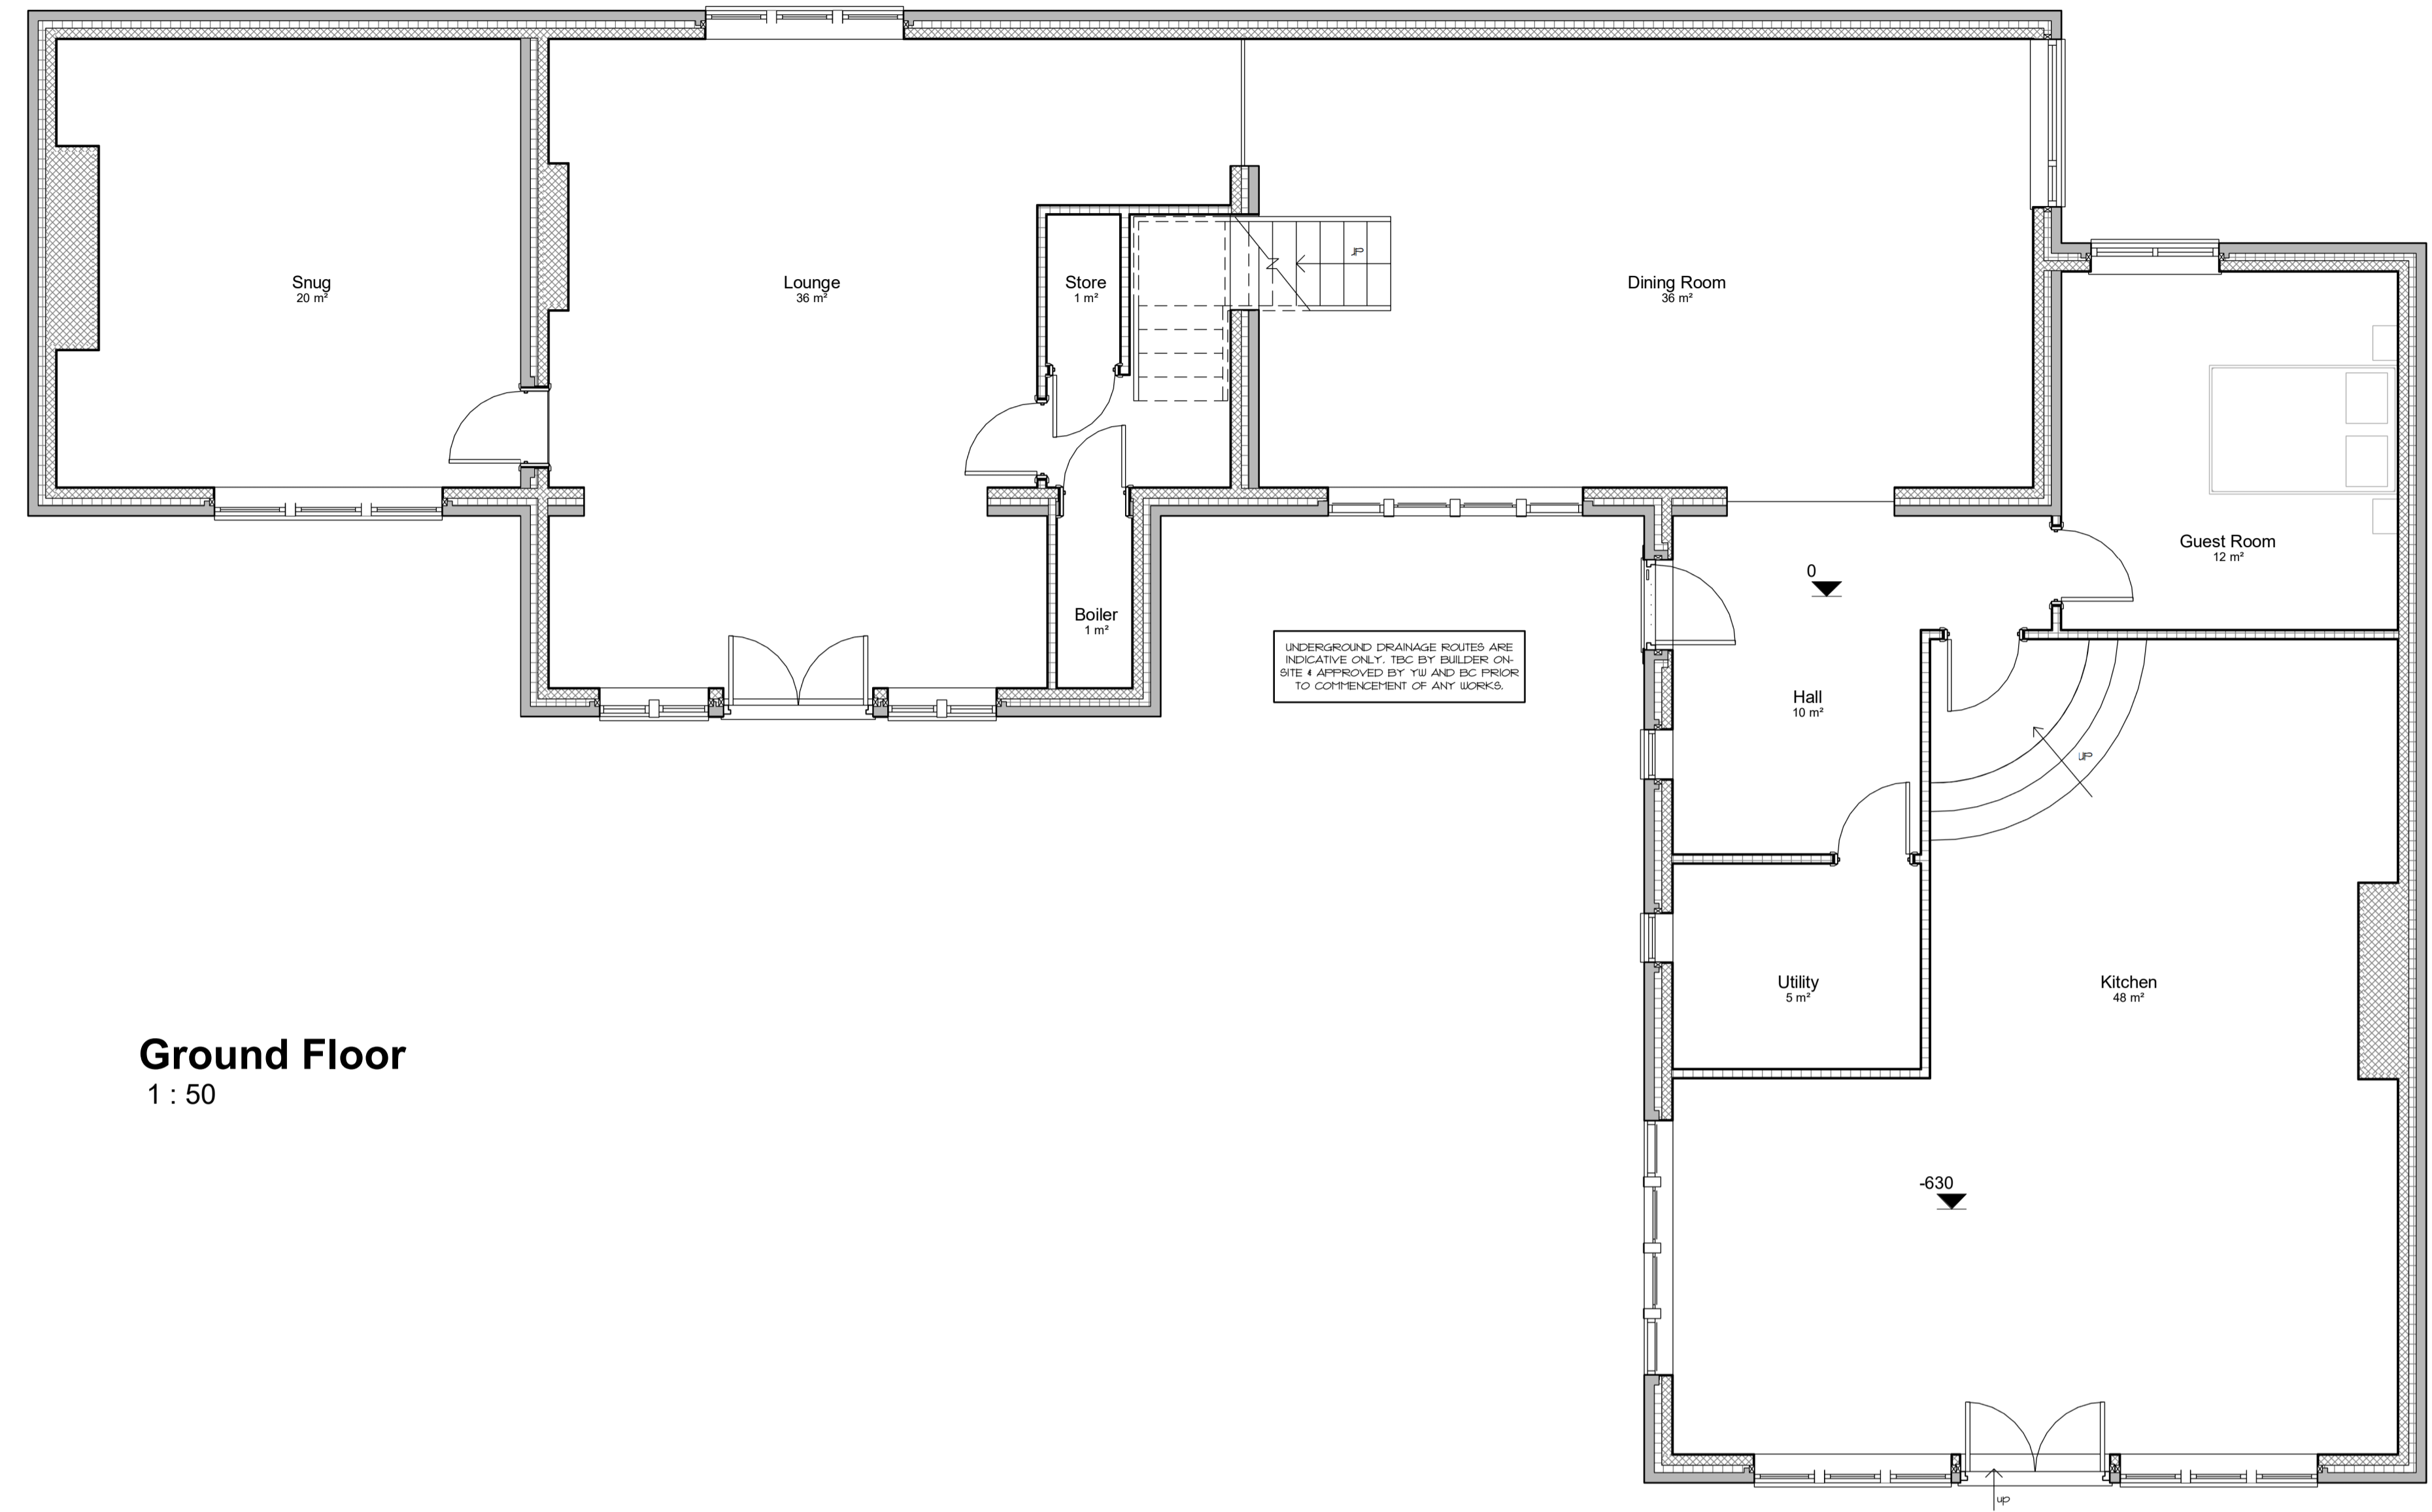 Snug
20 m²
Lounge
36 m²
Store
1 m²
UP
Dining Room
36 m²
Guest Room
12 m²
0
Boiler
1 m²
UNDERGROUND DRAINAGE ROUTES ARE
INDICATIVE ONLY. TBC BY BUILDER ON-
SITE & APPROVED BY YW AND BC PRIOR
TO COMMENCEMENT OF ANY WORKS.
Hall
10 m²
UP
Utility
5 m²
Kitchen
48 m²
Ground Floor
1 : 50
-630
up